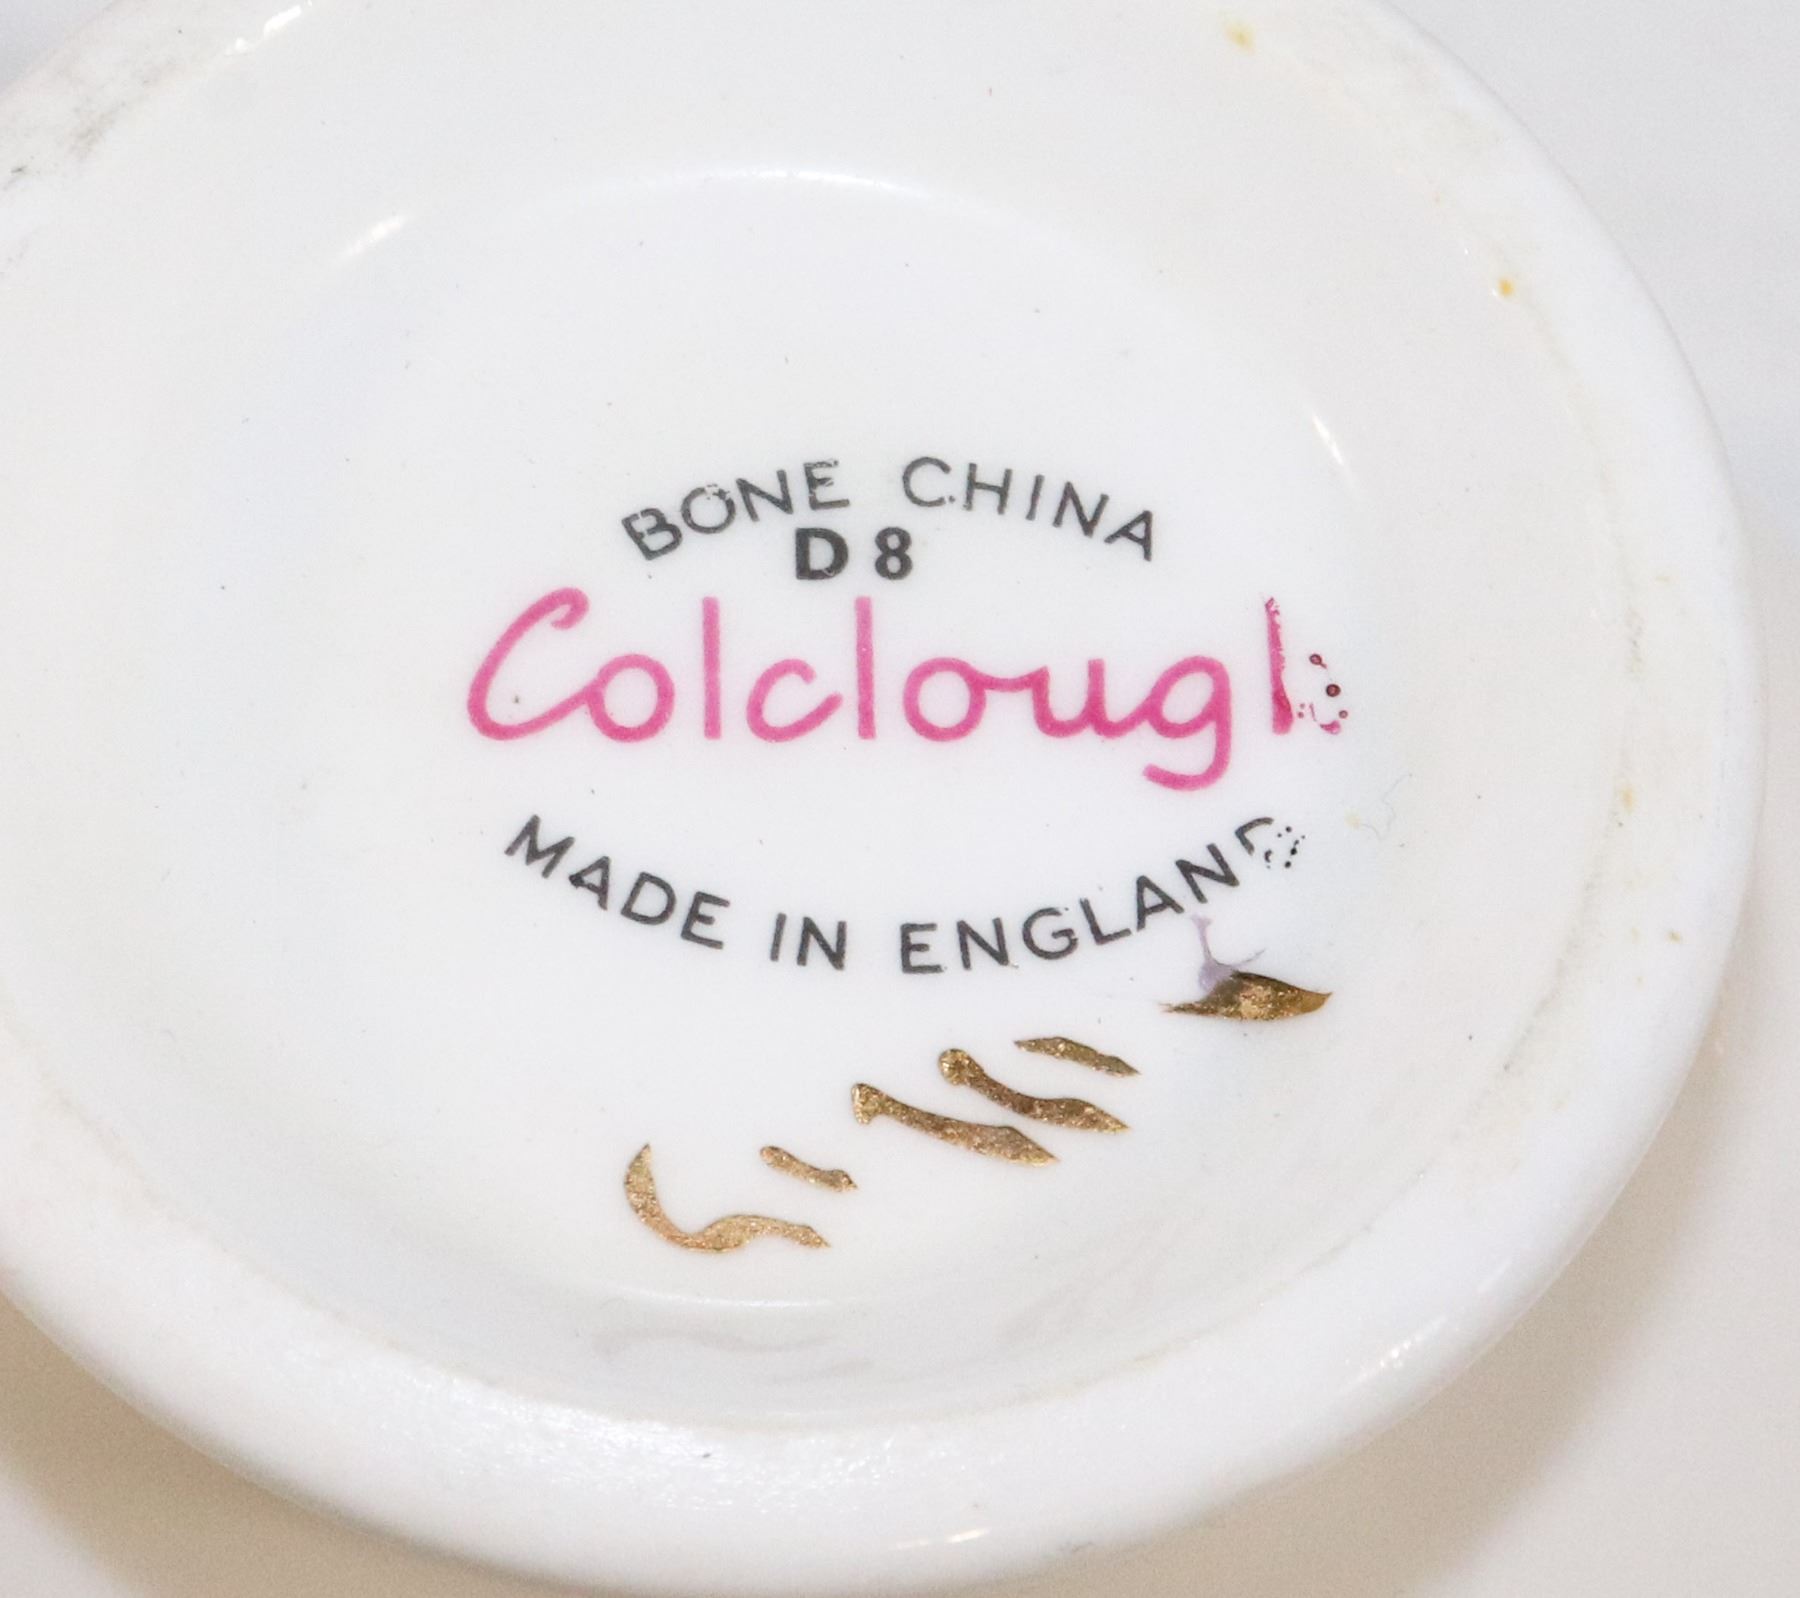 BONE CHINA
D8
Colclough
MADE IN ENGLAND